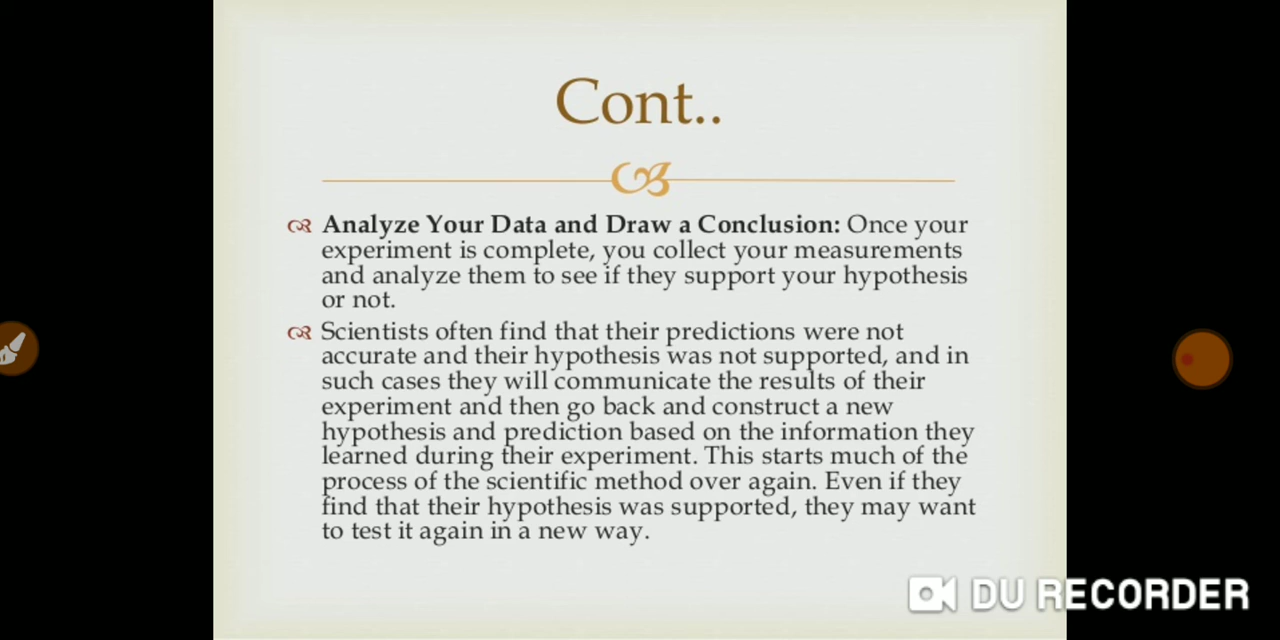 Cont..
Analyze Your Data and Draw a Conclusion: Once your
experiment is complete, you collect your measurements
and analyze them to see if they support your hypothesis
or not.
Scientists often find that their predictions were not
accurate and their hypothesis was not supported, and in
such cases they will communicate the results of their
experiment and then go back and construct a new
hypothesis and prediction based on the information they
learned during their experiment. This starts much of the
process of the scientific method over again. Even if they
find that their hypothesis was supported, they may want
to test it again in a new way.
DU RECORDER